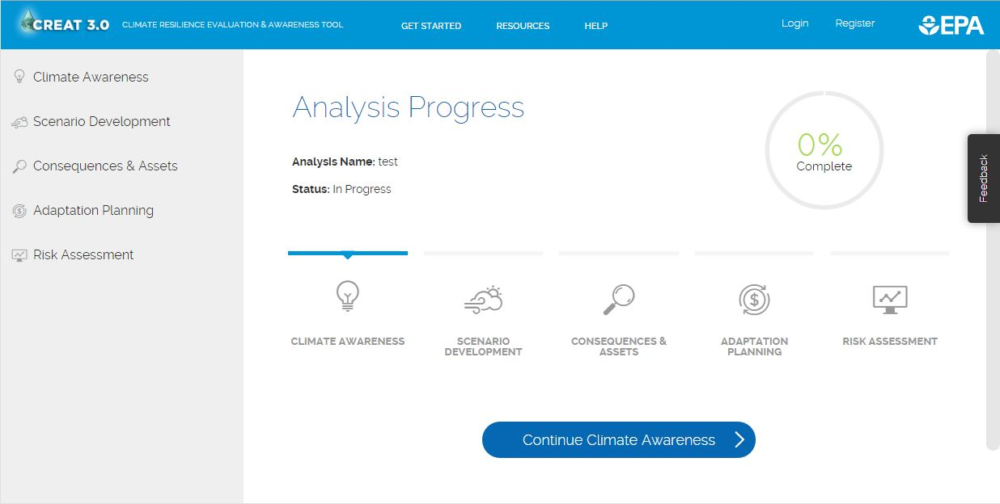 CREAT 3.0 CLIMATE RESILIENCE EVALUATION & AWARENESS TOOL GET STARTED RESOURCES HELP Login Register EPA
Climate Awareness
Scenario Development
Consequences & Assets
Adaptation Planning
Risk Assessment
Analysis Progress
0%
Complete
Analysis Name: test
Status: In Progress
Feedback
CLIMATE AWARENESS
SCENARIO
DEVELOPMENT
CONSEQUENCES &
ASSETS
ADAPTATION
PLANNING
RISK ASSESSMENT
Continue Climate Awareness